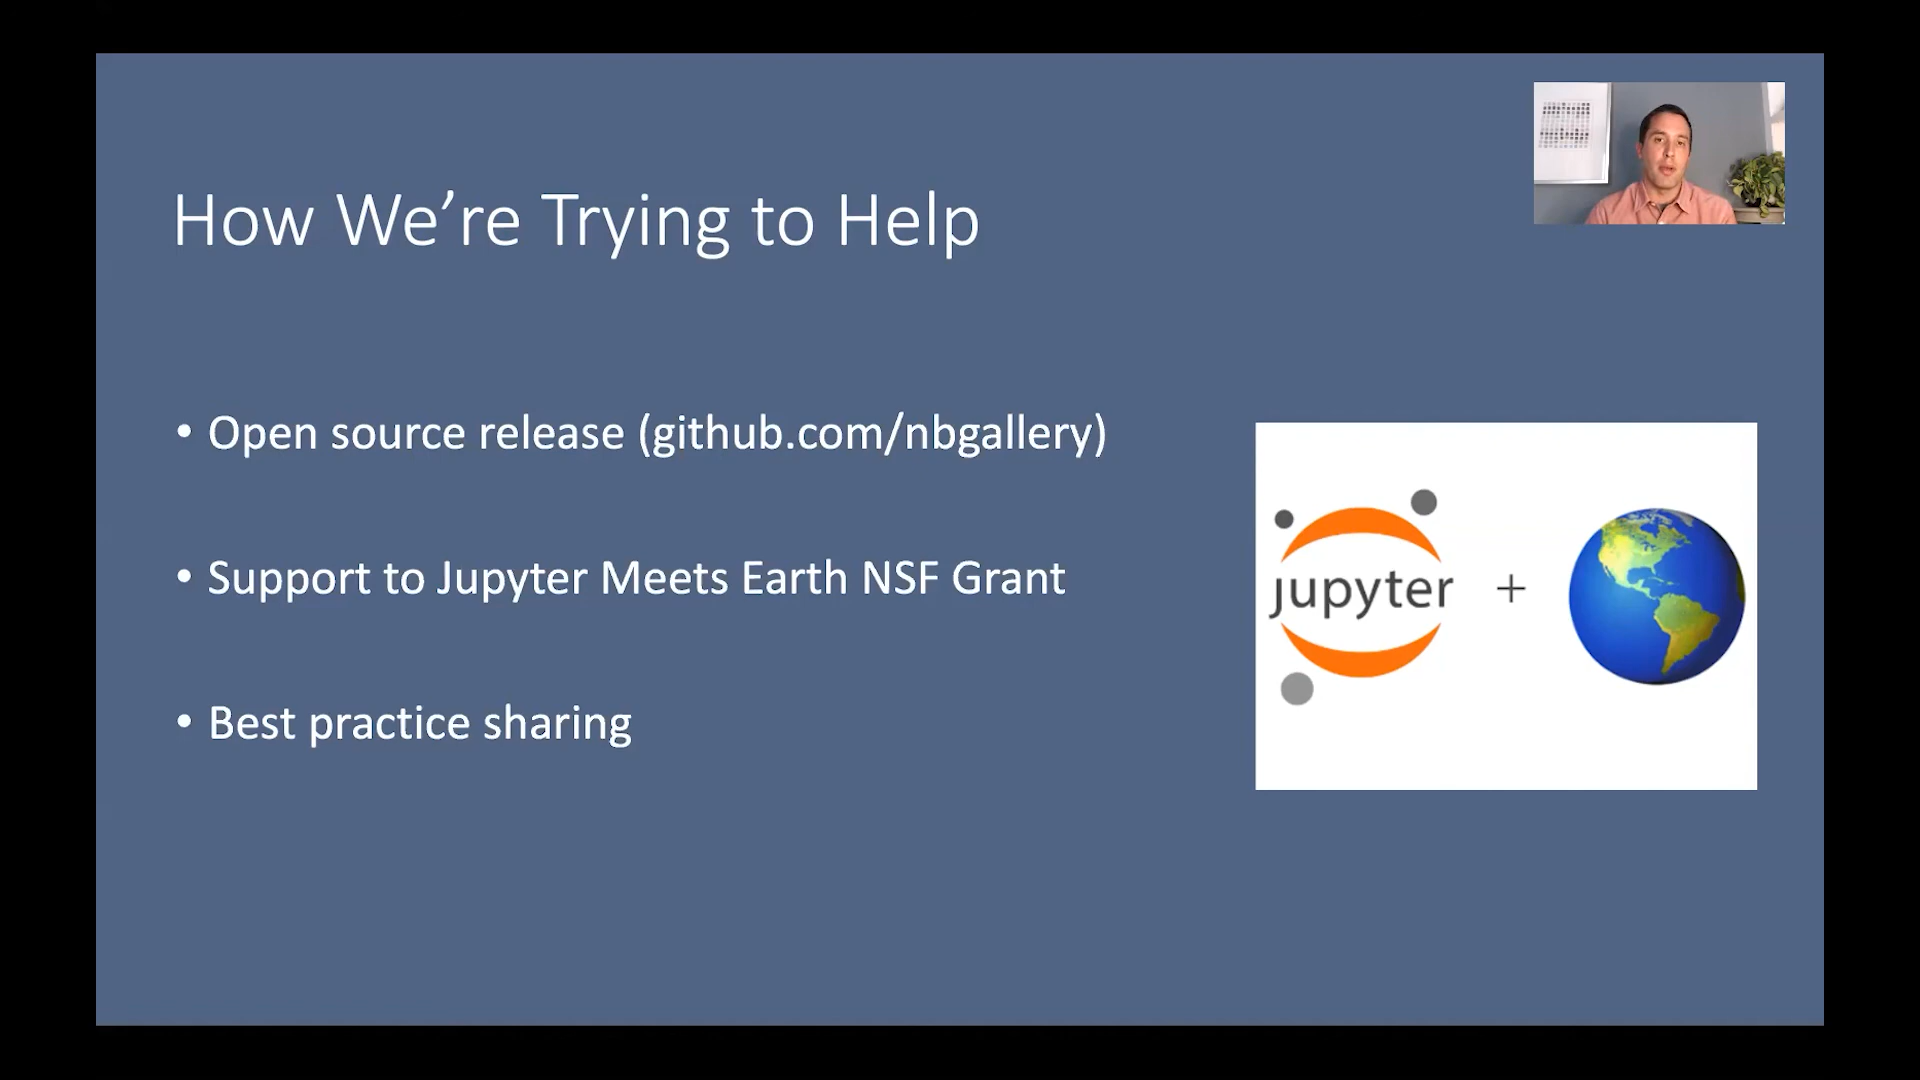 How We’re Trying to Help
• Open source release (github.com/nbgallery)
• Support to Jupyter Meets Earth NSF Grant
• Best practice sharing
jupyter +